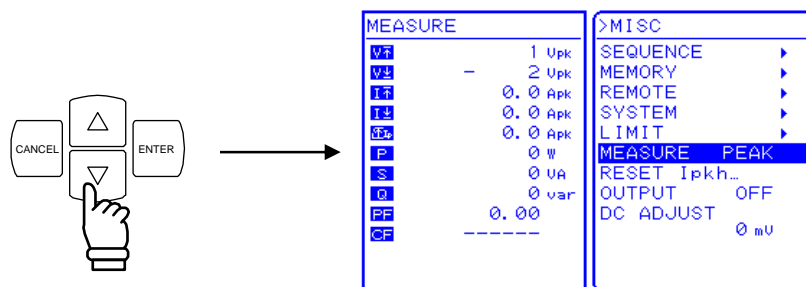 CANCEL
ENTER
MEASURE
V 1 Vpk
V - 2 Vpk
I 0.0 Apk
I 0.0 Apk
0.0 Apk
P 0 W
S 0 VA
Q 0 var
PF 0.00
CF ------
>MISC
SEQUENCE
MEMORY
REMOTE
SYSTEM
LIMIT
MEASURE PEAK
RESET Ipkh…
OUTPUT OFF
DC ADJUST
0 mV